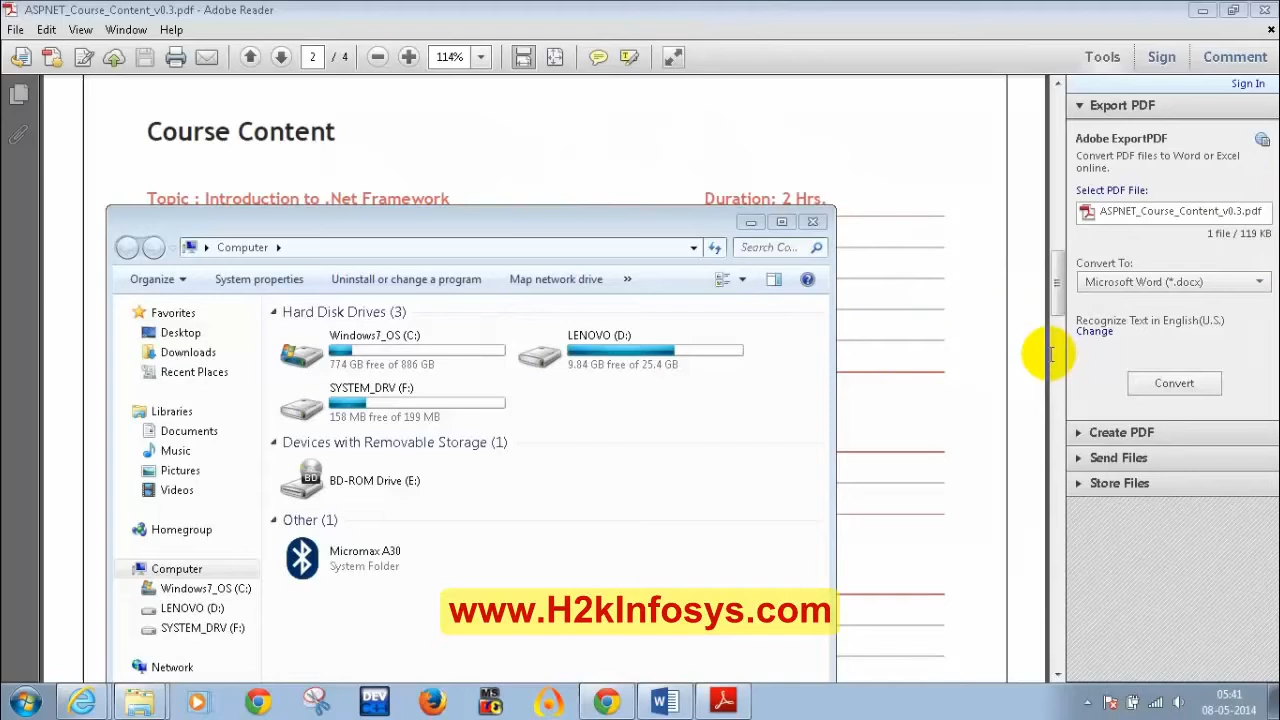 ASPNET_Course_Content_v0.3.pdf - Adobe Reader
File Edit View Window Help
2 / 4 114% Tools Sign Comment
Sign In
Course Content
Topic : Introduction to .Net Framework Duration: 2 Hrs.
Export PDF
Adobe ExportPDF
Convert PDF files to Word or Excel
online.
Select PDF File:
ASPNET_Course_Content_v0.3.pdf
1 file / 119 KB
Convert To:
Microsoft Word (*.docx)
Recognize Text in English(U.S.)
Change
Convert
Create PDF
Send Files
Store Files
Computer
Search Co...
Organize System properties Uninstall or change a program Map network drive »
Favorites
Desktop
Downloads
Recent Places
Libraries
Documents
Music
Pictures
Videos
Homegroup
Computer
Windows7_OS (C:)
LENOVO (D:)
SYSTEM_DRV (F:)
Network
Hard Disk Drives (3)
Windows7_OS (C:)
774 GB free of 886 GB
LENOVO (D:)
9.84 GB free of 25.4 GB
SYSTEM_DRV (F:)
158 MB free of 199 MB
Devices with Removable Storage (1)
BD
BD-ROM Drive (E:)
Other (1)
Micromax A30
System Folder
www.H2kInfosys.com
DEV
MS
05:41
08-05-2014